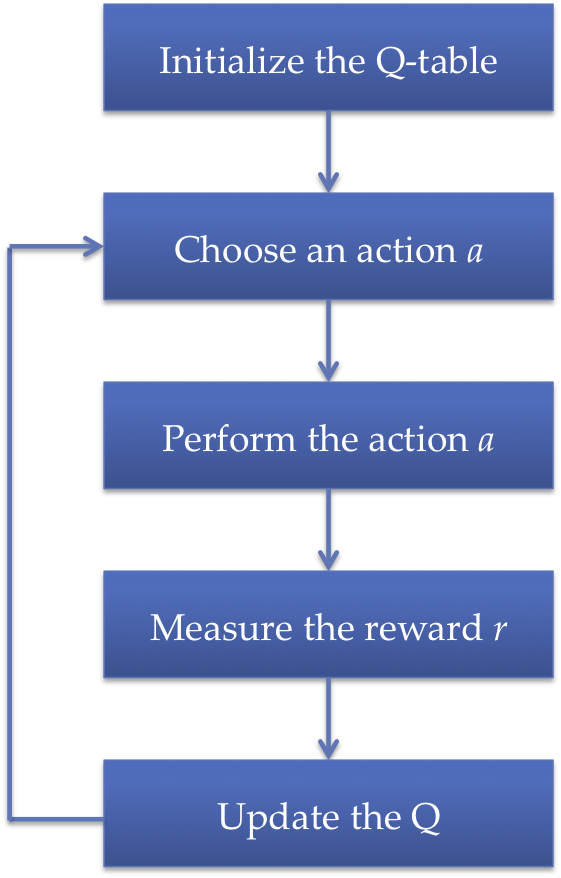 Initialize the Q-table
Choose an action a
Perform the action a
Measure the reward r
Update the Q